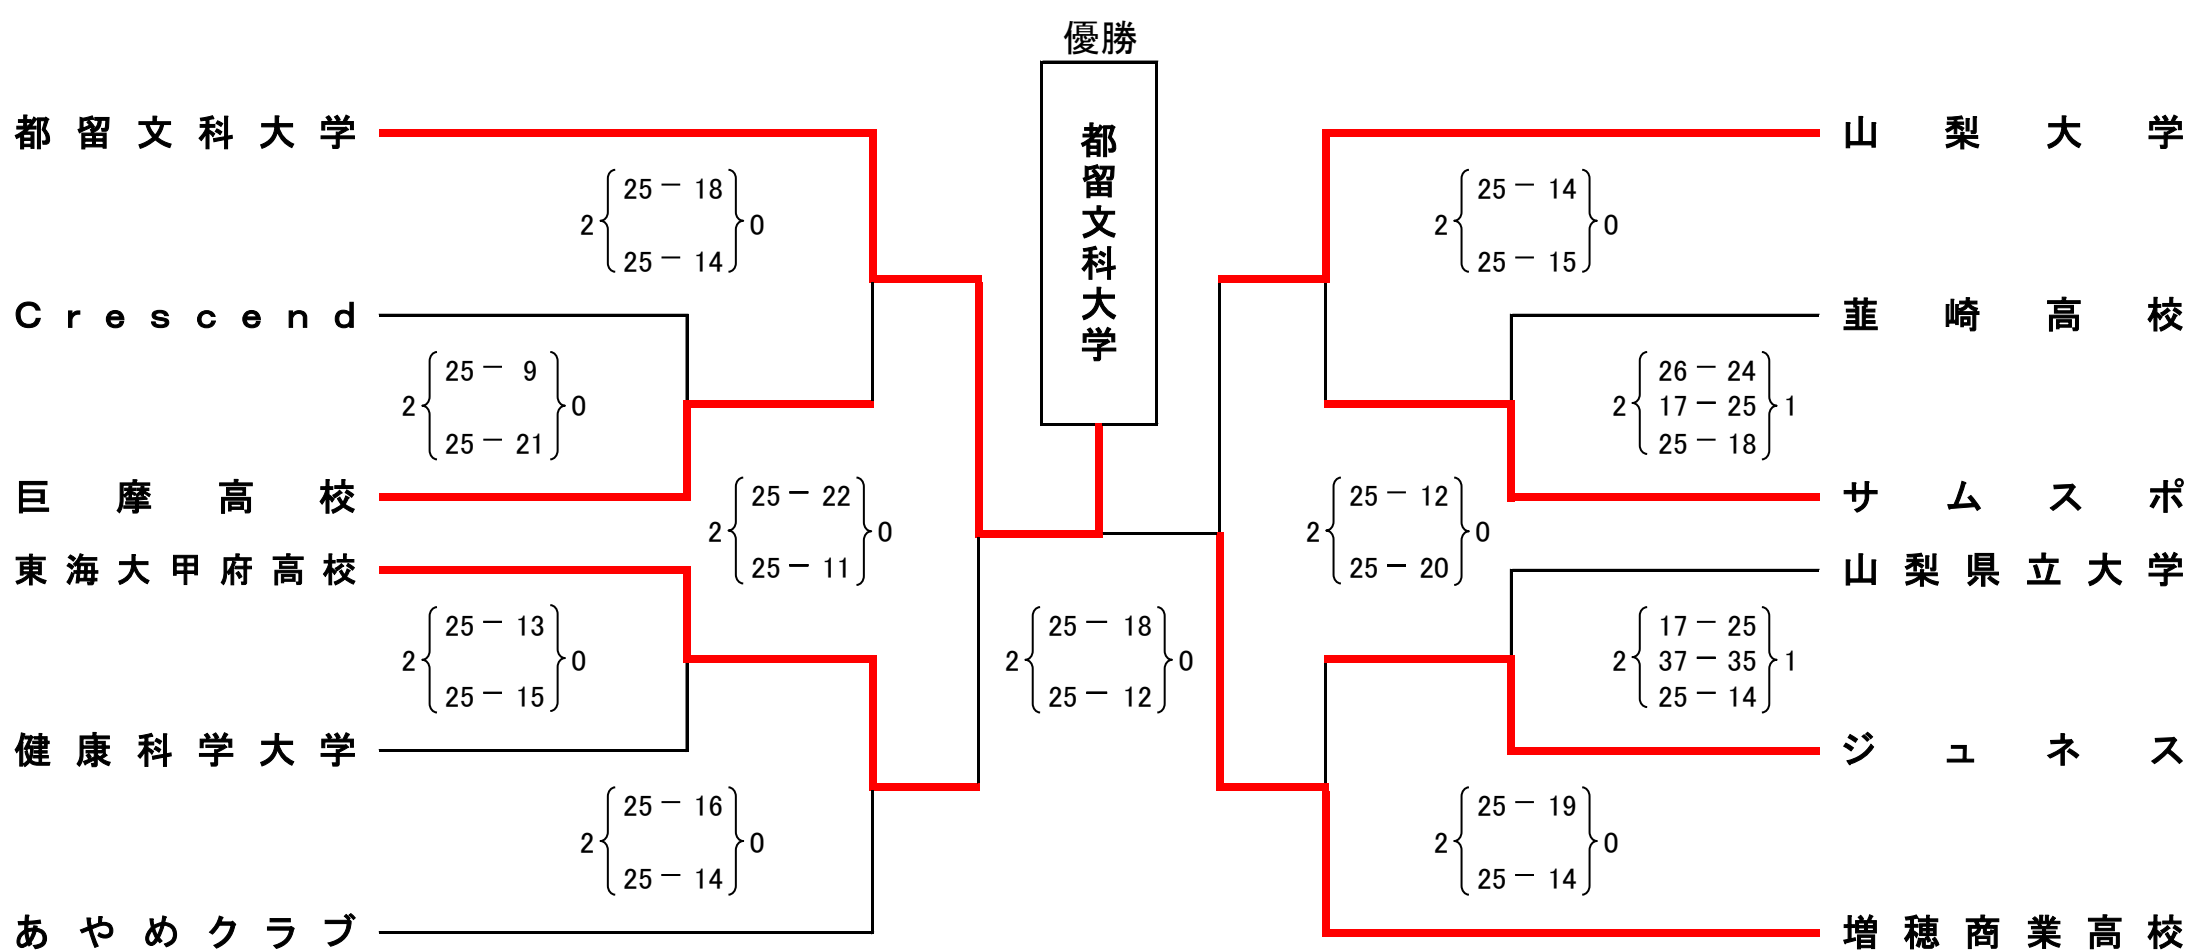 優勝
都留文科大学
都留文科大学
25－18
2 0
25－14
Crescend
25－ 9
2 0
25－21
巨摩高校
25－22
2 0
25－11
東海大甲府高校
25－13
2 0
25－15
健康科学大学
25－16
2 0
25－14
あやめクラブ
25－18
2 0
25－12
山梨大学
25－14
2 0
25－15
韮崎高校
26－24
2 17－25 1
25－18
サムスポ
25－12
2 0
25－20
山梨県立大学
17－25
2 37－35 1
25－14
ジュネス
25－19
2 0
25－14
増穂商業高校